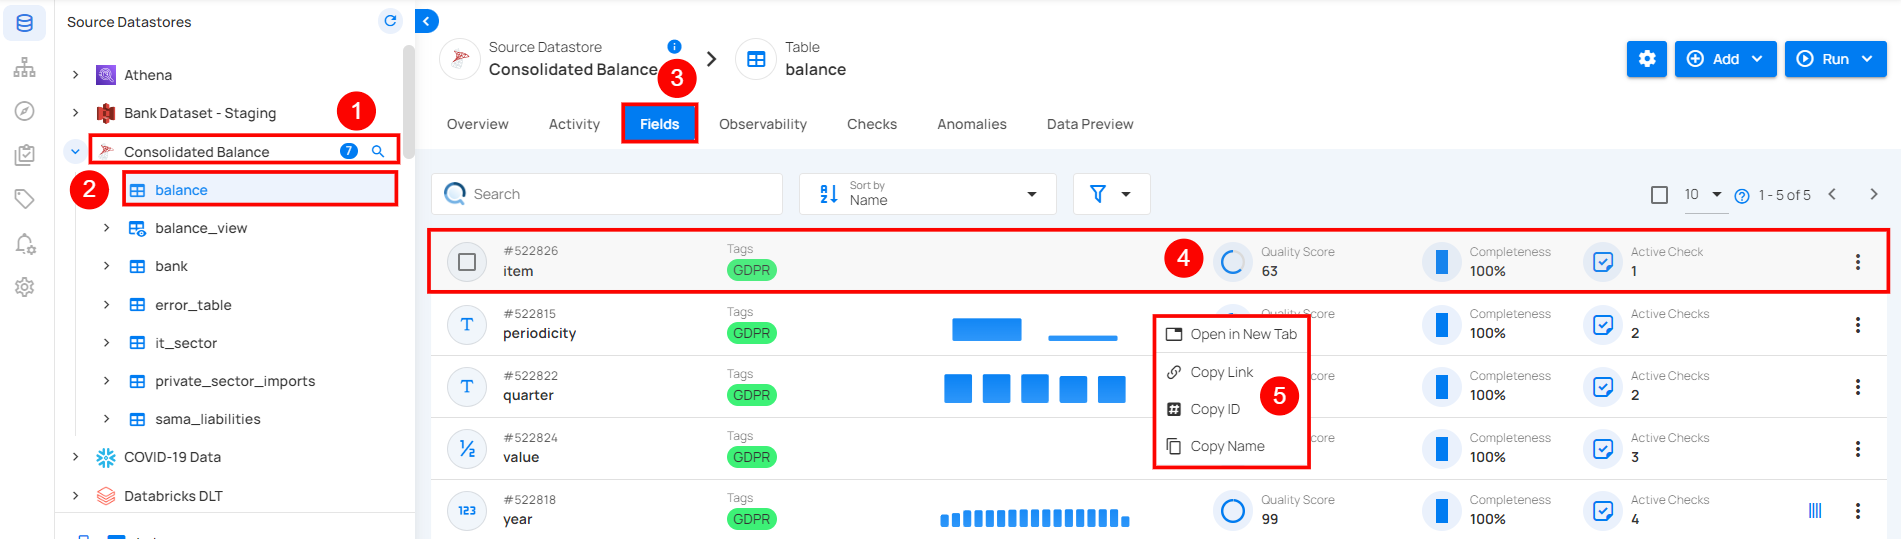 Source Datastores
Athena
Bank Dataset - Staging
1
Consolidated Balance 7
2
balance
balance_view
bank
error_table
it_sector
private_sector_imports
sama_liabilities
COVID-19 Data
Databricks DLT
Source Datastore
Consolidated Balance
3
Table
balance
Add
Run
Overview Activity Fields Observability Checks Anomalies Data Preview
Search
Sort by
Name
10
1 - 5 of 5
#522826 Tags Quality Score Completeness Active Check
item GDPR 4 63 100% 1
#522815 Tags Completeness Active Checks
periodicity GDPR 100% 2
#522822 Tags Completeness Active Checks
quarter GDPR 100% 2
#522824 Tags Completeness Active Checks
1/2 value GDPR 100% 3
#522818 Tags Quality Score Completeness Active Checks
123 year GDPR 99 100% 4
Open in New Tab
Copy Link
5
Copy ID
Copy Name